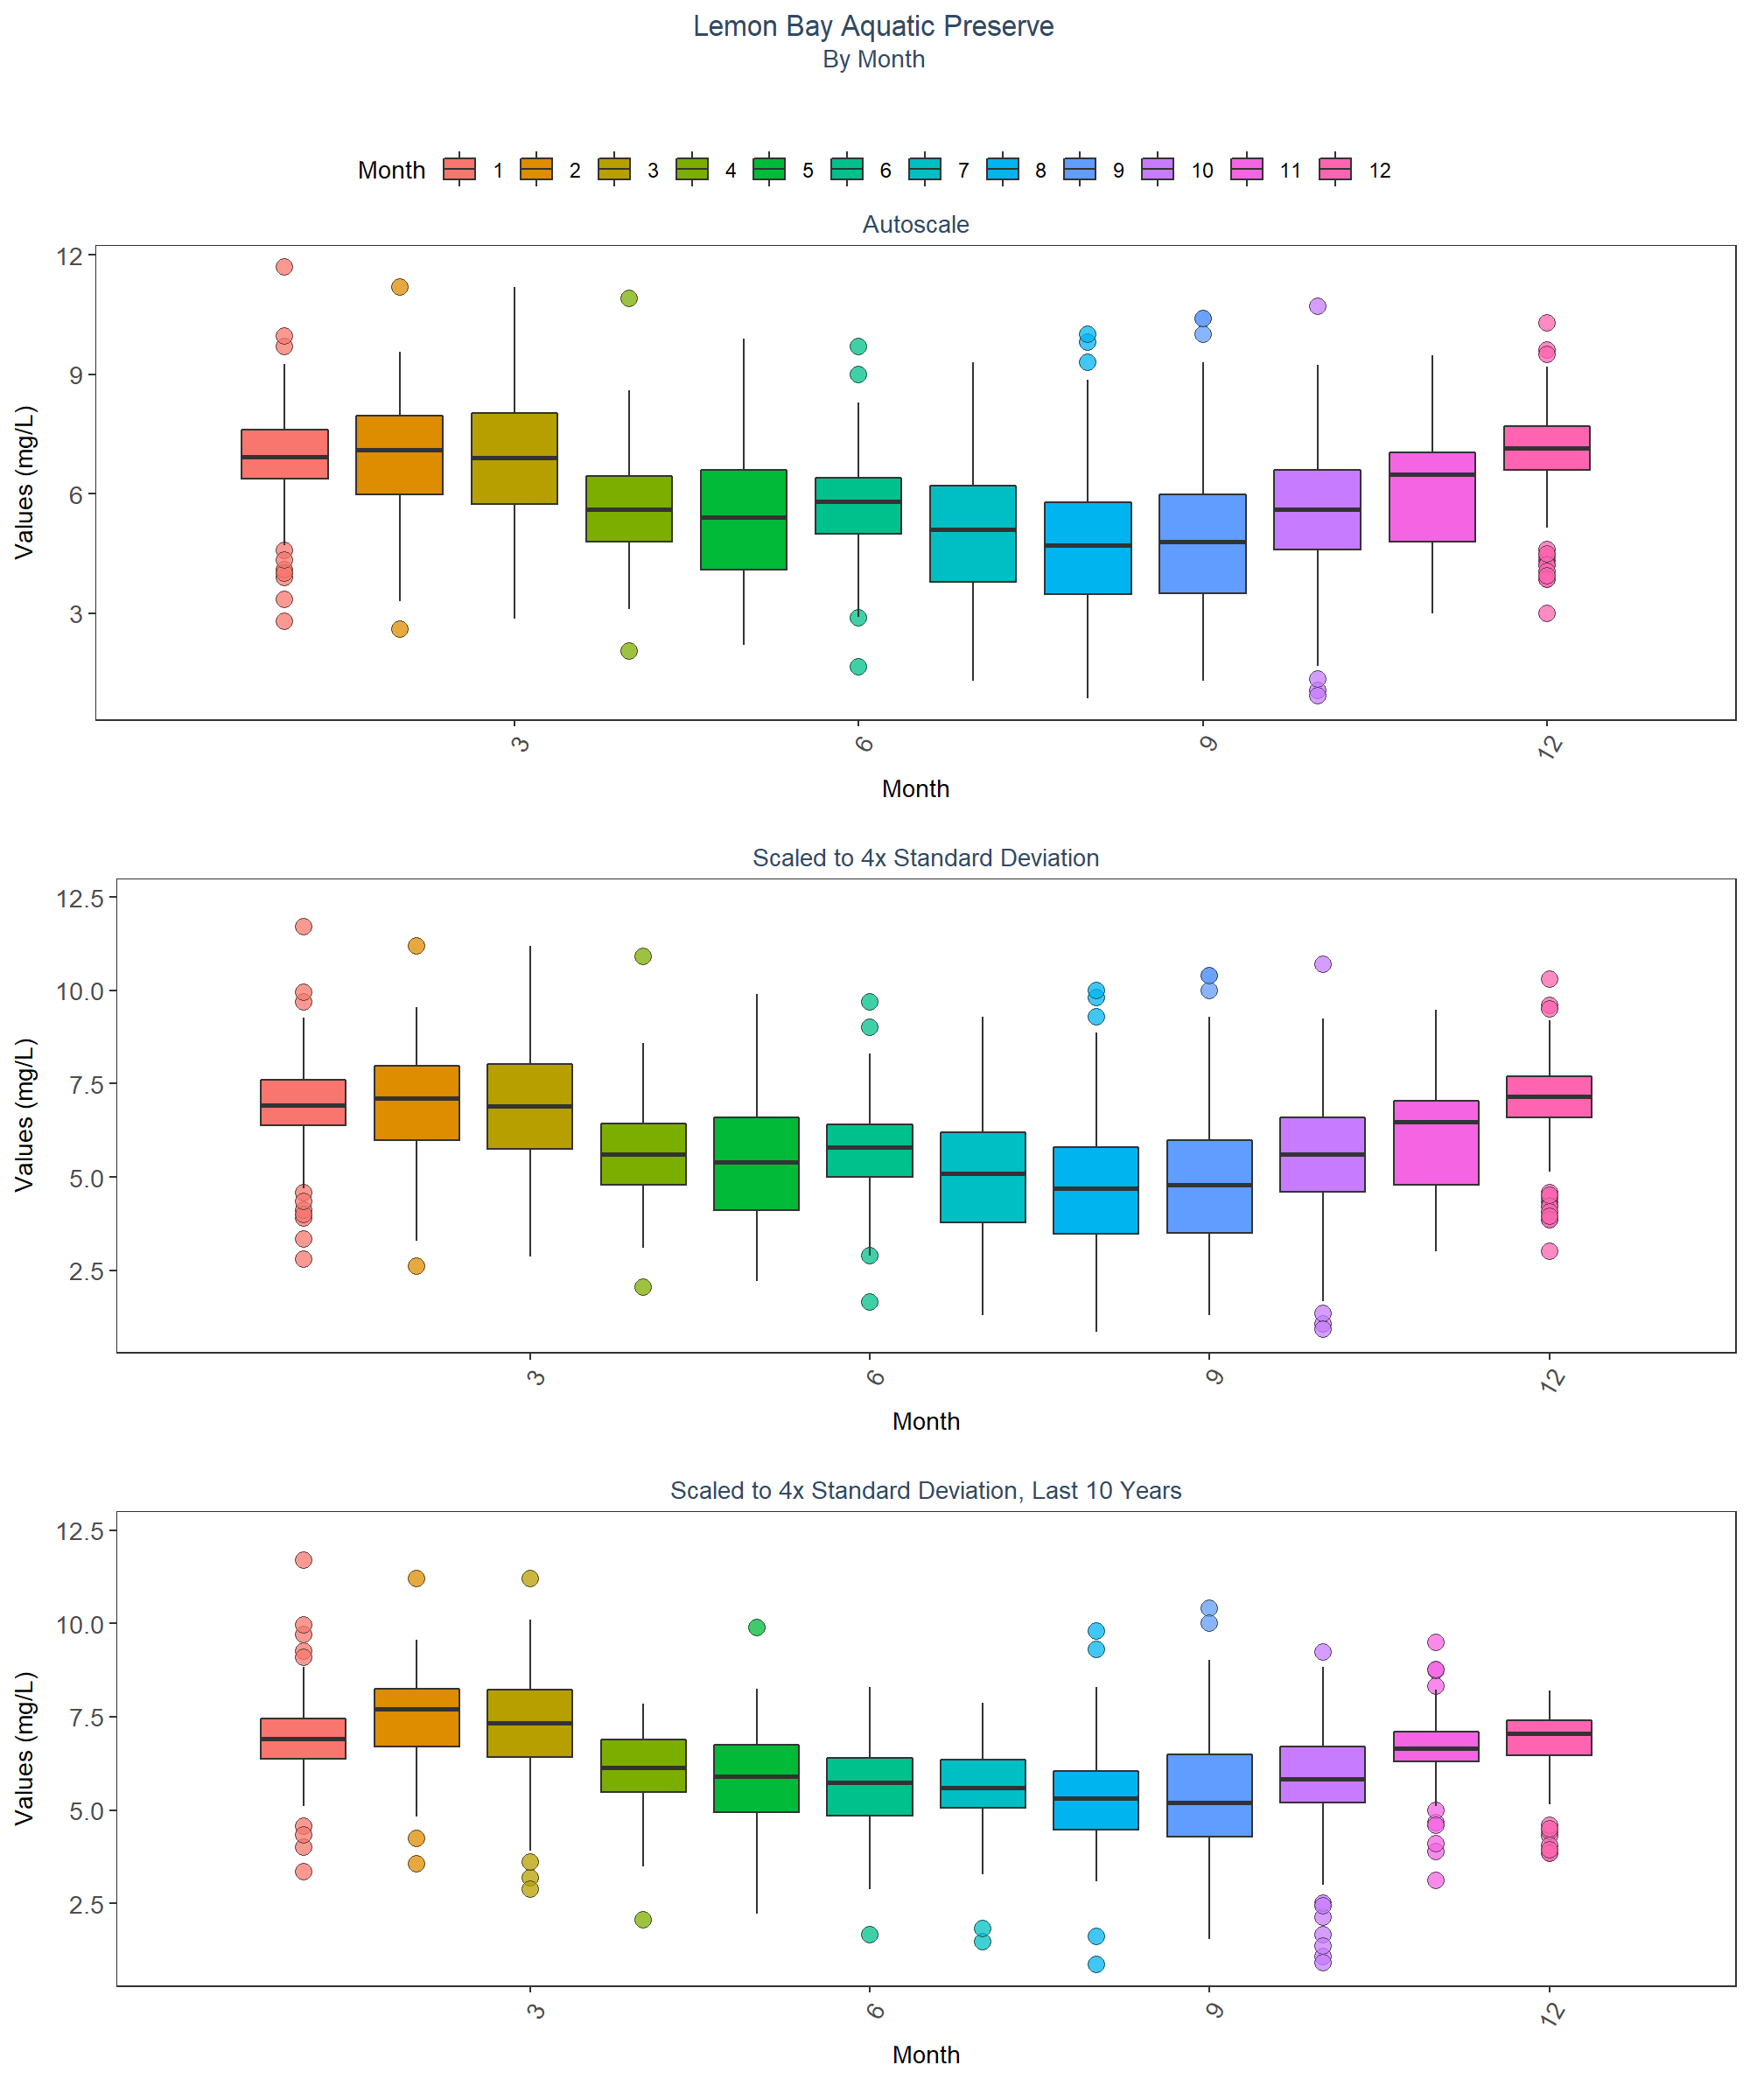 Lemon Bay Aquatic Preserve
By Month
Month 1 2 3 4 5 6 7 8 9 10 11 12
Autoscale
12
9
6
3
Values (mg/L)
3 6 9 12
Month
Scaled to 4x Standard Deviation
12.5
10.0
7.5
5.0
2.5
Values (mg/L)
3 6 9 12
Month
Scaled to 4x Standard Deviation, Last 10 Years
12.5
10.0
7.5
5.0
2.5
Values (mg/L)
3 6 9 12
Month